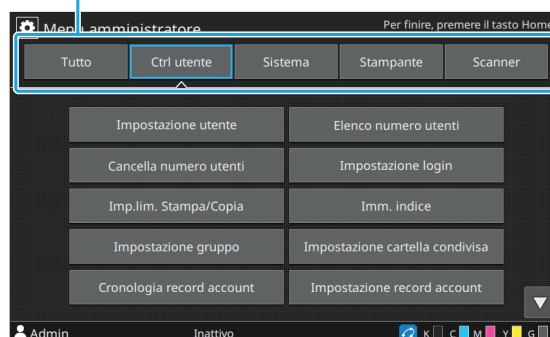 Menu amministratore
Per finire, premere il tasto Home
Tutto Ctrl utente Sistema Stampante Scanner
Impostazione utente Elenco numero utenti
Cancella numero utenti Impostazione login
Imp.lim. Stampa/Copia Imm. indice
Impostazione gruppo Impostazione cartella condivisa
Cronologia record account Impostazione record account
Admin Inattivo K C M Y G